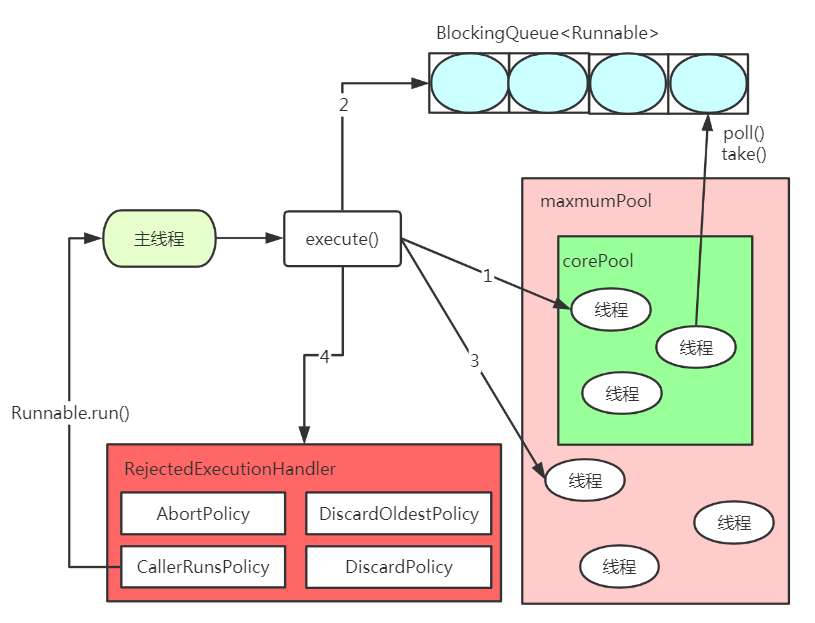 BlockingQueue<Runnable>
2
poll()
take()
maxmumPool
主线程
execute()
corePool
1
线程
线程
3
4
线程
Runnable.run()
RejectedExecutionHandler
线程
AbortPolicy
DiscardOldestPolicy
线程
CallerRunsPolicy
DiscardPolicy
线程